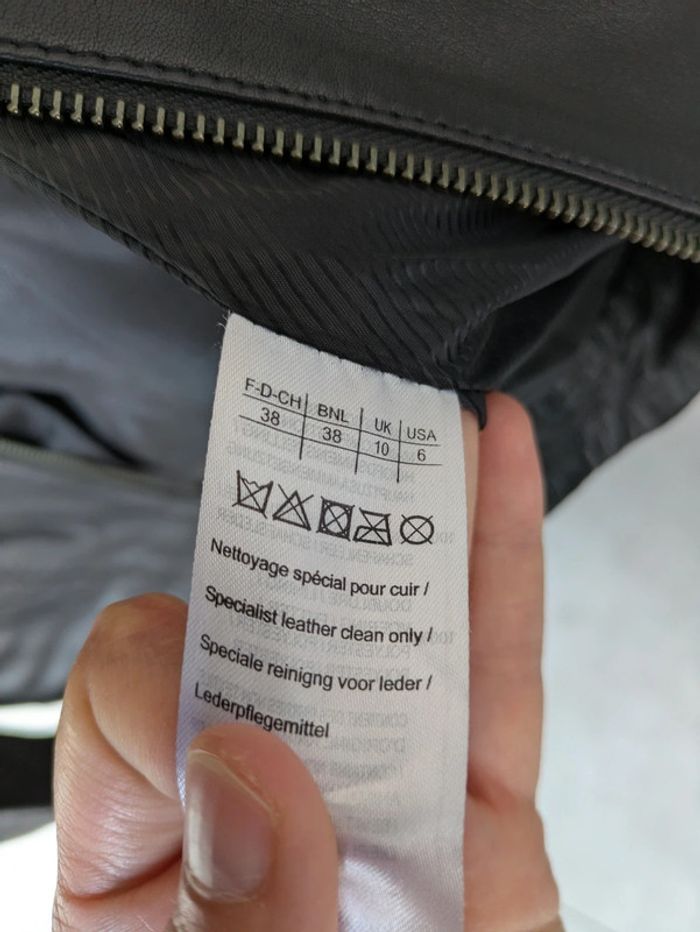 F-D-CH BNL UK USA
38 38 10 6
Nettoyage spécial pour cuir /
Specialist leather clean only /
Speciale reinigng voor leder /
Lederpflegemittel